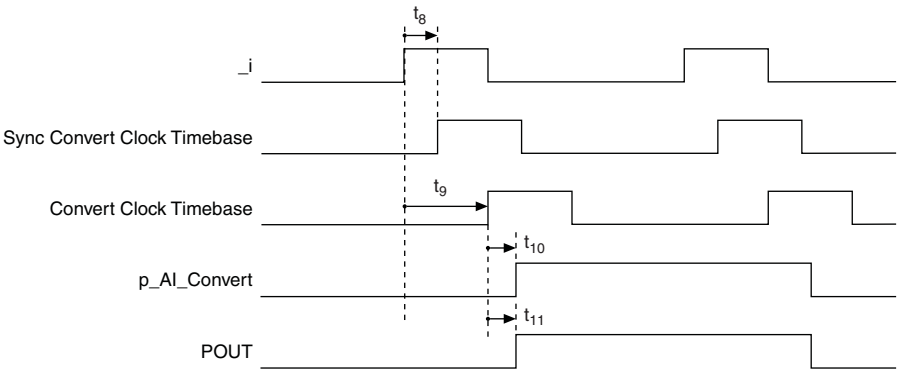 t8
_i
Sync Convert Clock Timebase
t9
Convert Clock Timebase
t10
p_AI_Convert
t11
POUT